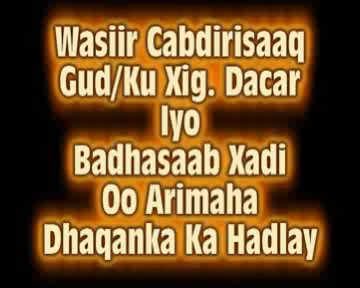 Wasiir Cabdirisaaq
Gud/Ku Xig. Dacar
Iyo
Badhasaab Xadi
Oo Arimaha
Dhaqanka Ka Hadlay